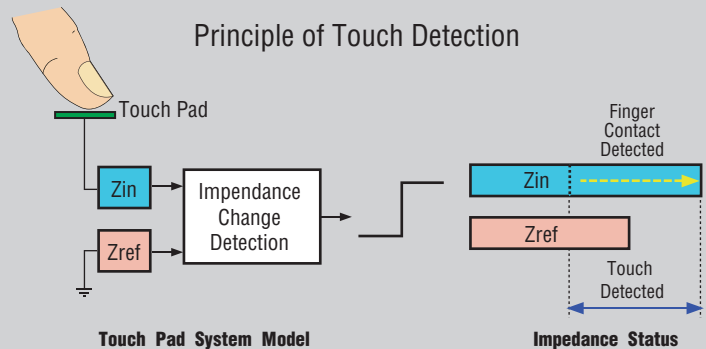 Principle of Touch Detection
Touch Pad
Zin
Zref
Impendance
Change
Detection
Finger
Contact
Detected
Zin
Zref
Touch
Detected
Touch Pad System Model
Impedance Status